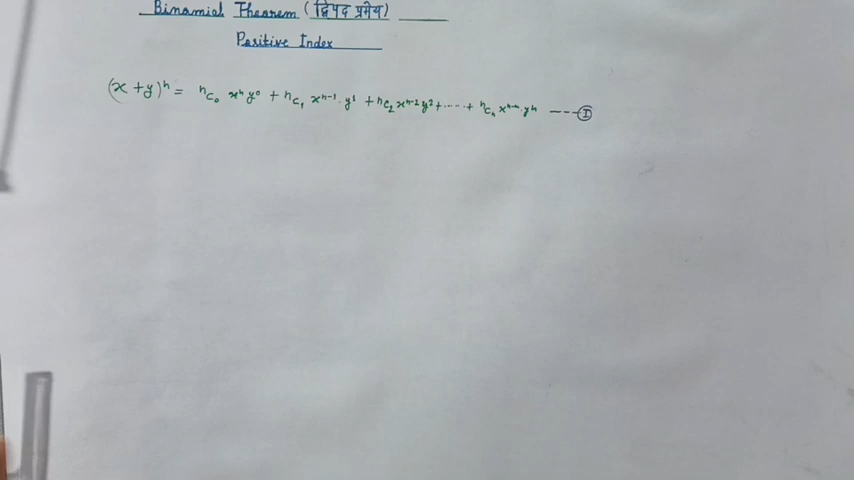 Binamial Theorem (द्विपद प्रमेय)
Positive Index
(x + y)ⁿ = ⁿC₀ xⁿ y⁰ + ⁿC₁ xⁿ⁻¹ · y¹ + ⁿC₂ xⁿ⁻² y² + ...... + ⁿCₙ xⁿ⁻ⁿ · yⁿ ---- Ⓘ